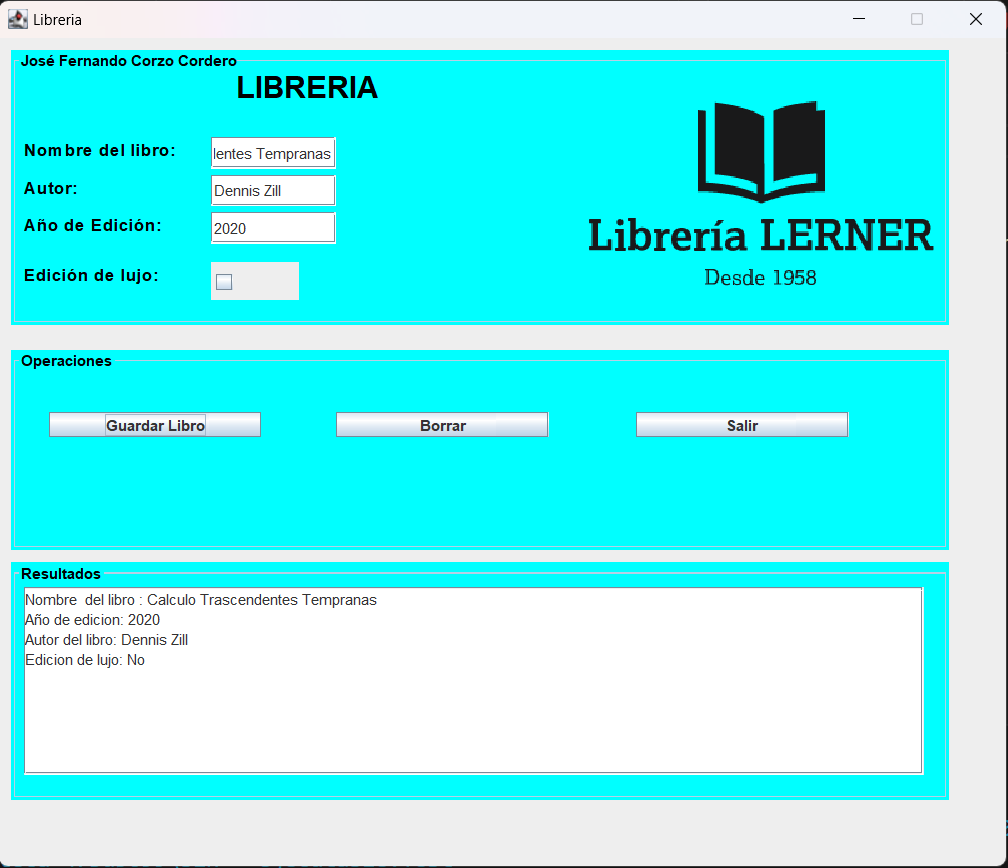 Libreria
José Fernando Corzo Cordero
LIBRERIA
Nombre del libro:
lentes Tempranas
Autor:
Dennis Zill
Año de Edición:
2020
Edición de lujo:
Librería LERNER
Desde 1958
Operaciones
Guardar Libro
Borrar
Salir
Resultados
Nombre  del libro : Calculo Trascendentes Tempranas
Año de edicion: 2020
Autor del libro: Dennis Zill
Edicion de lujo: No